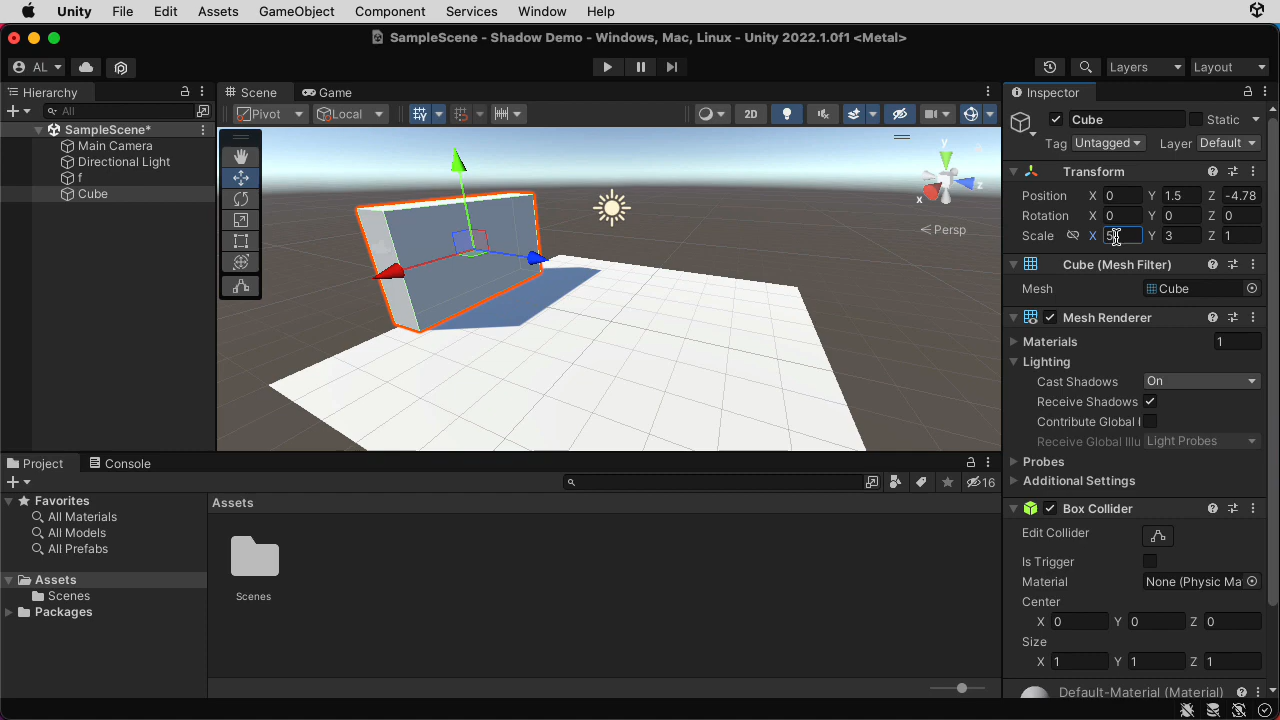 Unity File Edit Assets GameObject Component Services Window Help
SampleScene - Shadow Demo - Windows, Mac, Linux - Unity 2022.1.0f1 <Metal>
AL Layers Layout
Hierarchy
All
SampleScene*
Main Camera
Directional Light
f
Cube
Scene Game
Pivot Local 2D
y
x
z
Persp
Inspector
Cube Static
Tag Untagged Layer Default
Transform
Position X 0 Y 1.5 Z -4.78
Rotation X 0 Y 0 Z 0
Scale X 5 Y 3 Z 1
Cube (Mesh Filter)
Mesh Cube
Mesh Renderer
Materials 1
Lighting
Cast Shadows On
Receive Shadows
Contribute Global I
Receive Global Illu Light Probes
Probes
Additional Settings
Box Collider
Edit Collider
Is Trigger
Material None (Physic Ma
Center
X 0 Y 0 Z 0
Size
X 1 Y 1 Z 1
Default-Material (Material)
Project Console
16
Favorites
All Materials
All Models
All Prefabs
Assets
Scenes
Packages
Assets
Scenes